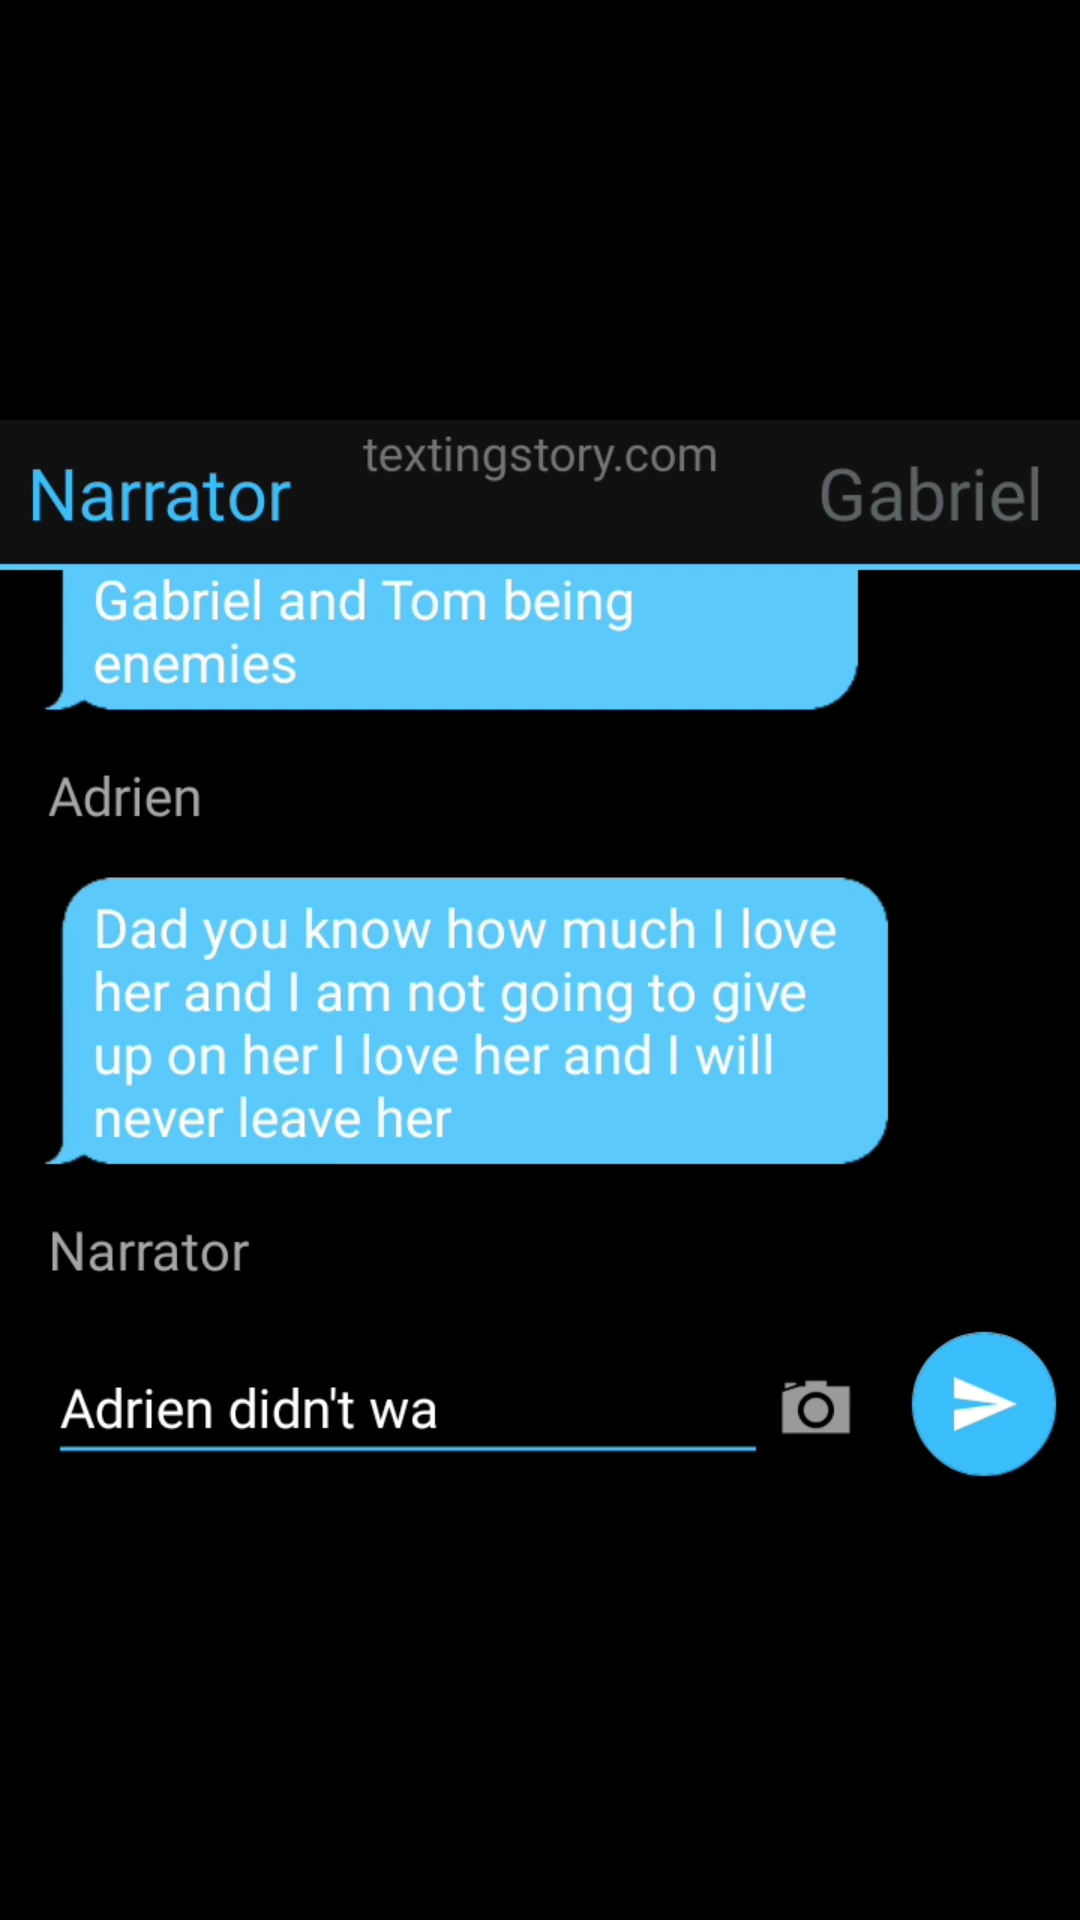 textingstory.com
Narrator
Gabriel
Gabriel and Tom being
enemies
Adrien
Dad you know how much I love
her and I am not going to give
up on her I love her and I will
never leave her
Narrator
Adrien didn't wa